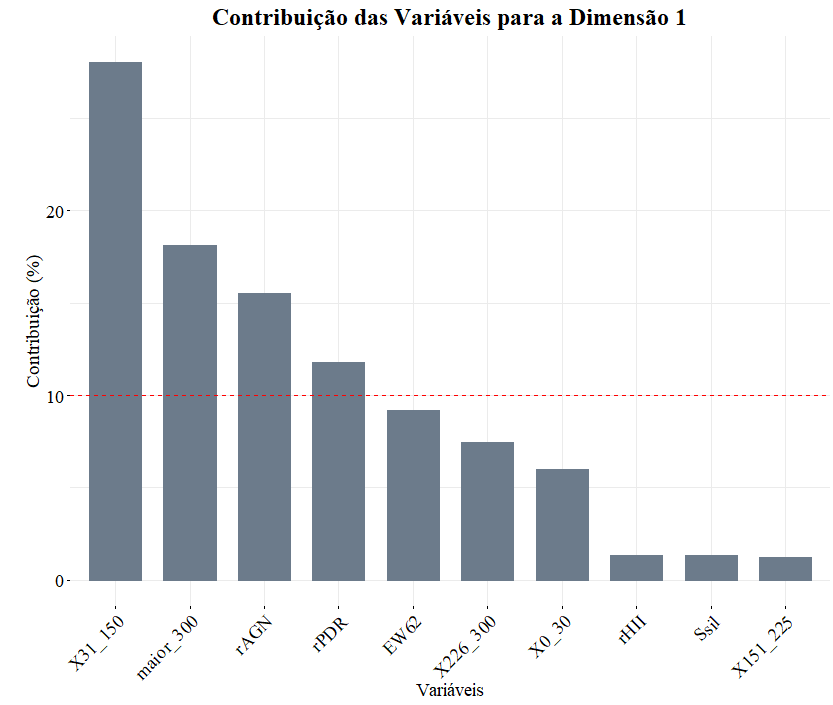 Contribuição das Variáveis para a Dimensão 1
Contribuição (%)
20
10
0
X31_150
maior_300
rAGN
rPDR
EW62
X226_300
X0_30
rHII
Ssil
X151_225
Variáveis